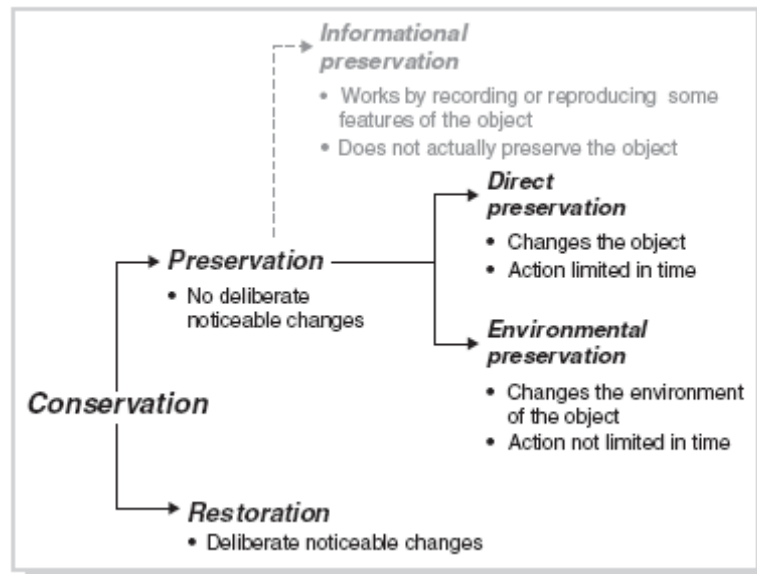 Informational
preservation
• Works by recording or reproducing some
features of the object
• Does not actually preserve the object
Direct
preservation
• Changes the object
• Action limited in time
Preservation
• No deliberate
noticeable changes
Environmental
preservation
• Changes the environment
of the object
• Action not limited in time
Conservation
Restoration
• Deliberate noticeable changes